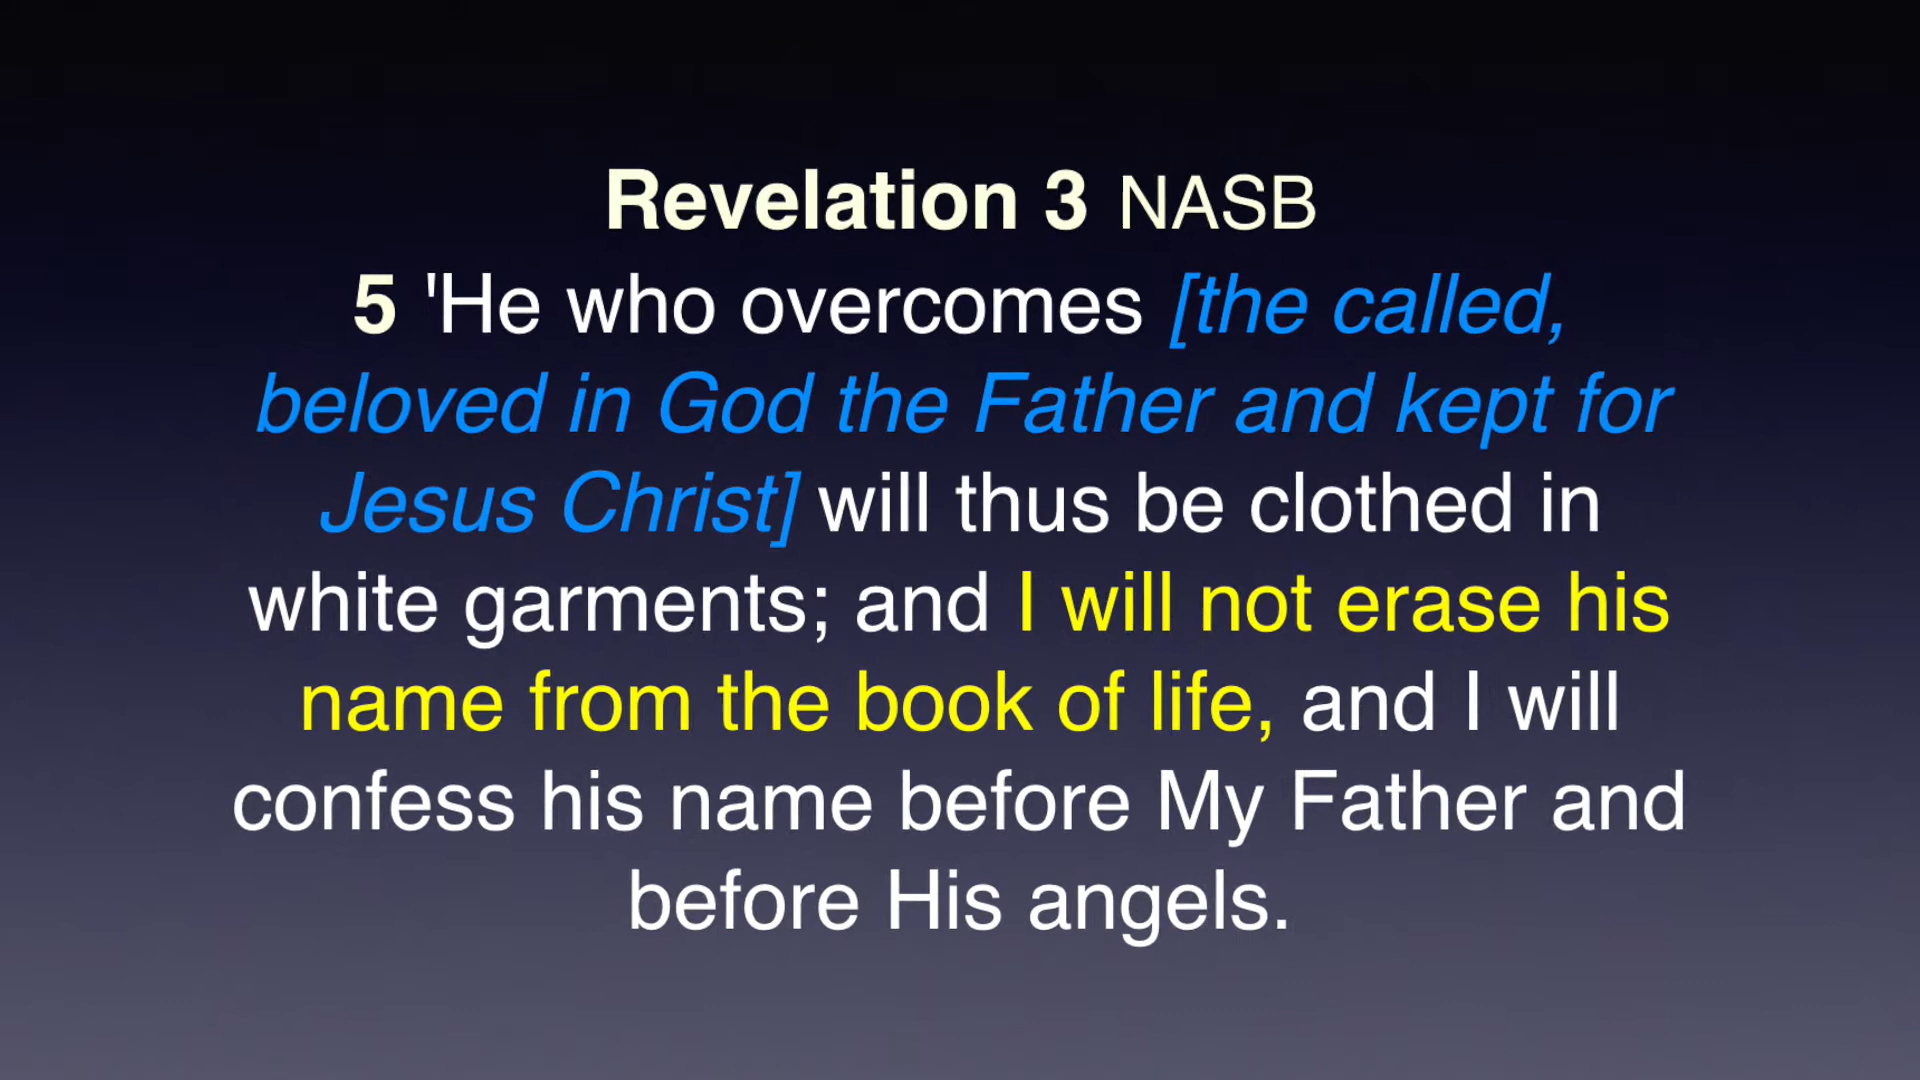 Revelation 3 NASB
5 'He who overcomes [the called,
beloved in God the Father and kept for
Jesus Christ] will thus be clothed in
white garments; and I will not erase his
name from the book of life, and I will
confess his name before My Father and
before His angels.